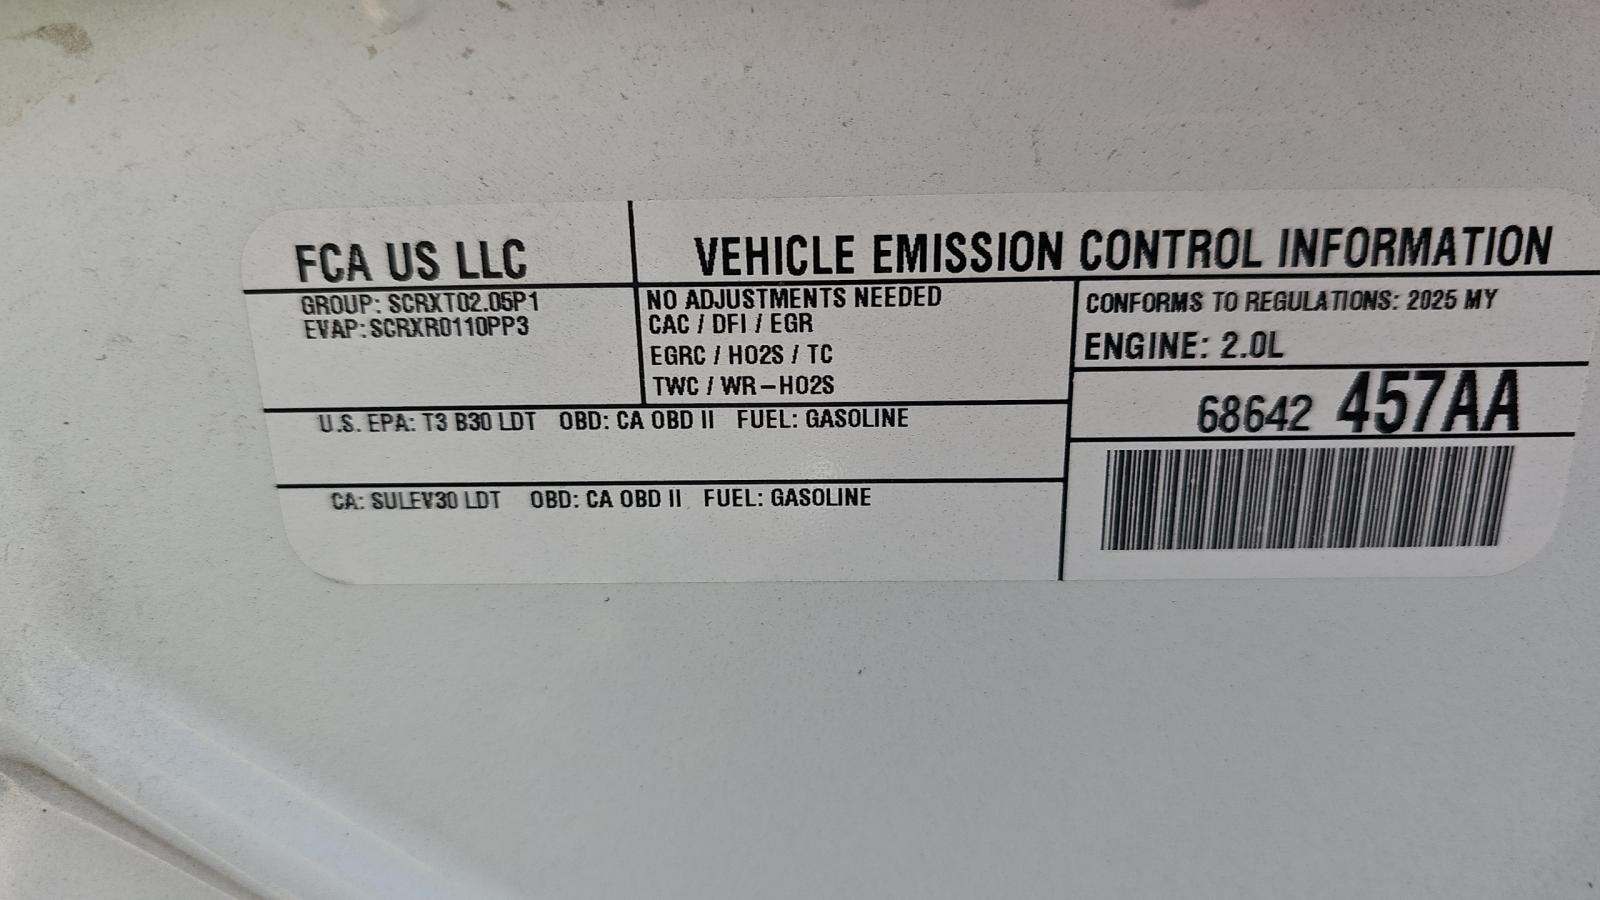 FCA US LLC
VEHICLE EMISSION CONTROL INFORMATION
GROUP: SCRXT02.05P1
EVAP: SCRXR0110PP3
NO ADJUSTMENTS NEEDED
CAC / DFI / EGR
EGRC / HO2S / TC
TWC / WR-HO2S
CONFORMS TO REGULATIONS: 2025 MY
ENGINE: 2.0L
68642 457AA
U.S. EPA: T3 B30 LDT OBD: CA OBD II FUEL: GASOLINE
CA: SULEV30 LDT OBD: CA OBD II FUEL: GASOLINE